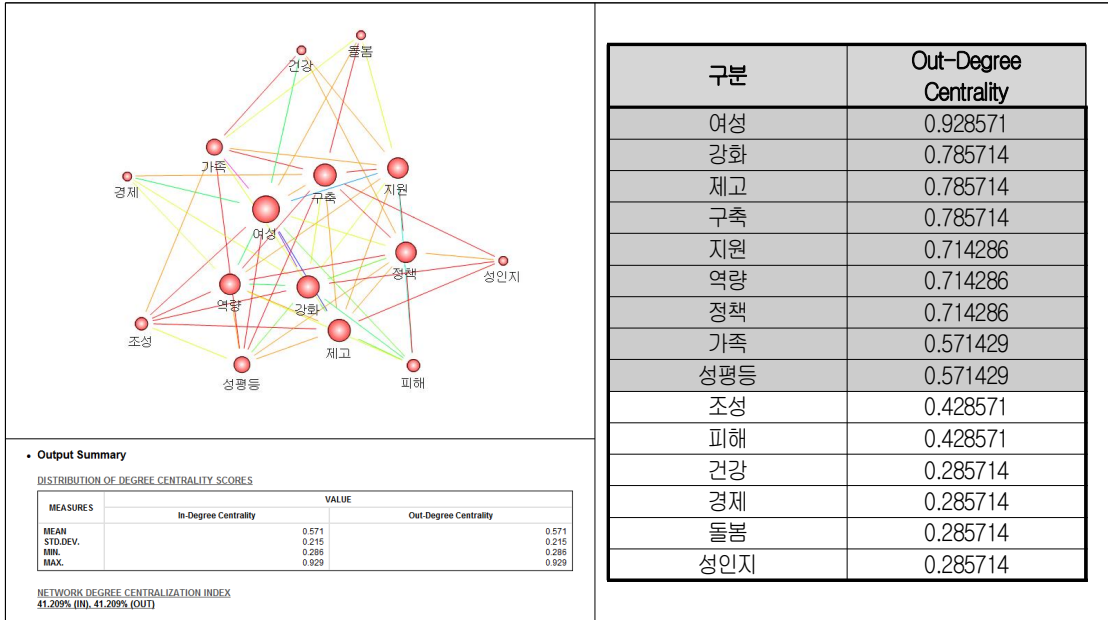 돌봄
건강
가족
경제
구축
지원
여성
정책
성인지
역량
강화
조성
제고
성평등
피해
• Output Summary
DISTRIBUTION OF DEGREE CENTRALITY SCORES
MEASURES VALUE
In-Degree Centrality Out-Degree Centrality
MEAN 0.571 0.571
STD.DEV. 0.215 0.215
MIN. 0.286 0.286
MAX. 0.929 0.929
NETWORK DEGREE CENTRALIZATION INDEX
41.209% (IN), 41.209% (OUT)
구분 Out-Degree
Centrality
여성 0.928571
강화 0.785714
제고 0.785714
구축 0.785714
지원 0.714286
역량 0.714286
정책 0.714286
가족 0.571429
성평등 0.571429
조성 0.428571
피해 0.428571
건강 0.285714
경제 0.285714
돌봄 0.285714
성인지 0.285714